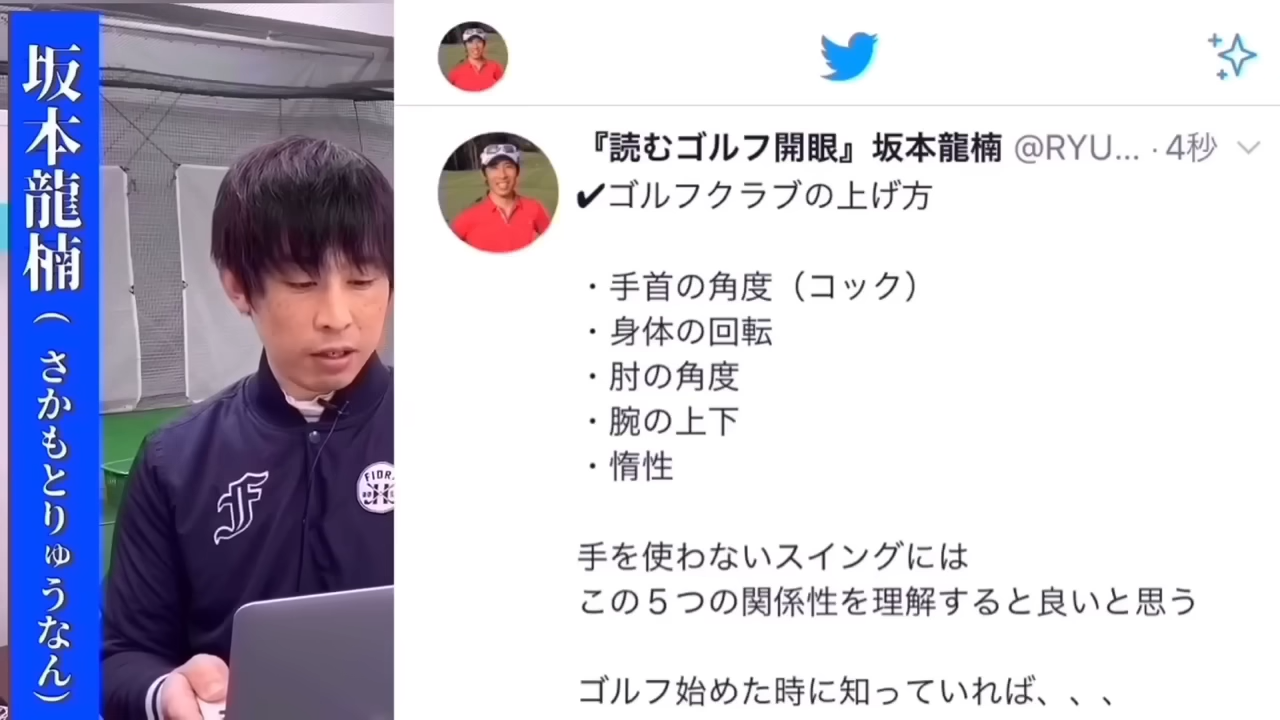 坂本龍楠(さかもとりゅうなん)
『読むゴルフ開眼』坂本龍楠 @RYU... · 4秒
✔ゴルフクラブの上げ方
・手首の角度（コック）
・身体の回転
・肘の角度
・腕の上下
・惰性
手を使わないスイングには
この５つの関係性を理解すると良いと思う
ゴルフ始めた時に知っていれば、、、
F